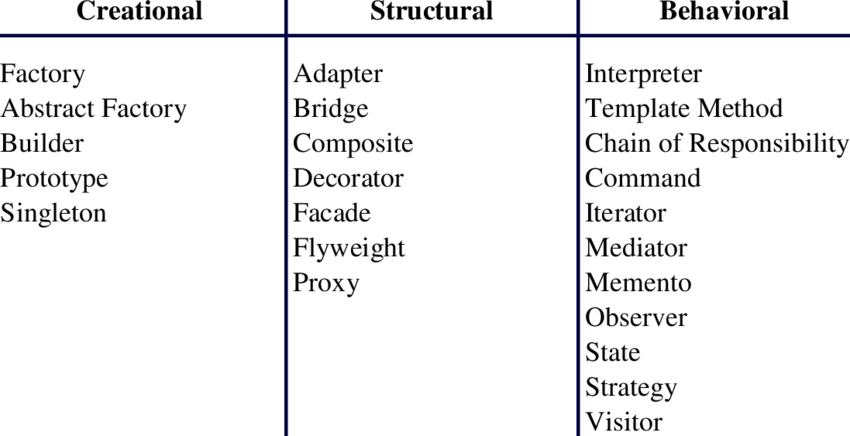 Creational Structural Behavioral
Factory Adapter Interpreter
Abstract Factory Bridge Template Method
Builder Composite Chain of Responsibility
Prototype Decorator Command
Singleton Facade Iterator
Flyweight Mediator
Proxy Memento
Observer
State
Strategy
Visitor